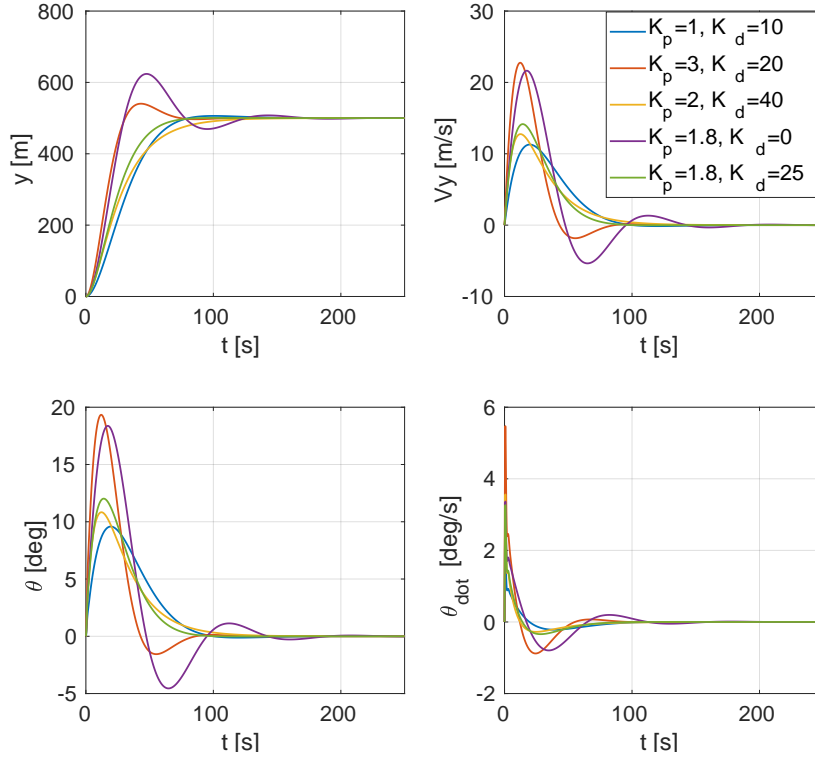 800
600
400
200
0
y [m]
0 100 200
t [s]
30
20
10
0
-10
Vy [m/s]
0 100 200
t [s]
K_p=1, K_d=10
K_p=3, K_d=20
K_p=2, K_d=40
K_p=1.8, K_d=0
K_p=1.8, K_d=25
20
15
10
5
0
-5
θ [deg]
0 100 200
t [s]
6
4
2
0
-2
θ_dot [deg/s]
0 100 200
t [s]